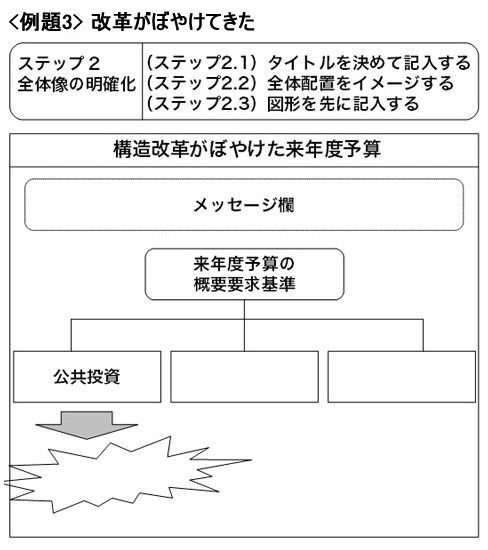 <例題3> 改革がぼやけてきた
ステップ2
全体像の明確化
(ステップ2.1) タイトルを決めて記入する
(ステップ2.2) 全体配置をイメージする
(ステップ2.3) 図形を先に記入する
構造改革がぼやけた来年度予算
メッセージ欄
来年度予算の
概要要求基準
公共投資